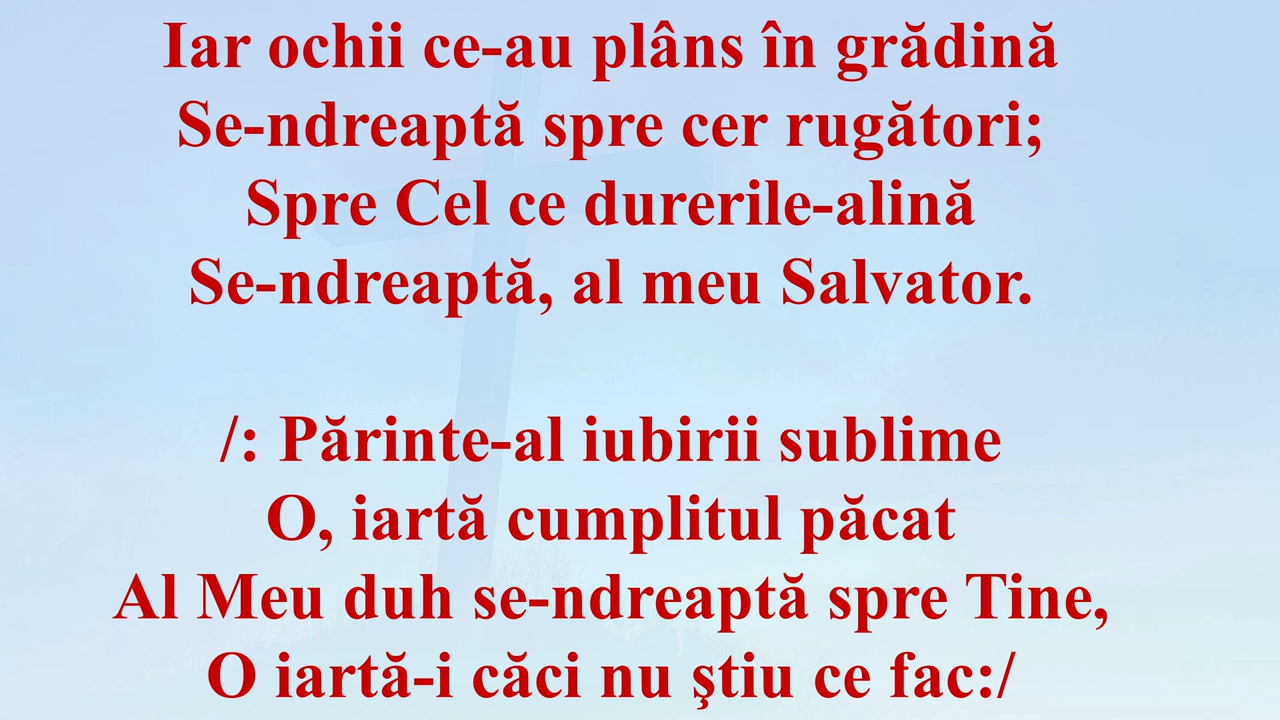 Iar ochii ce-au plâns în grădină
Se-ndreaptă spre cer rugători;
Spre Cel ce durerile-alină
Se-ndreaptă, al meu Salvator.
/: Părinte-al iubirii sublime
O, iartă cumplitul păcat
Al Meu duh se-ndreaptă spre Tine,
O iartă-i căci nu ştiu ce fac:/